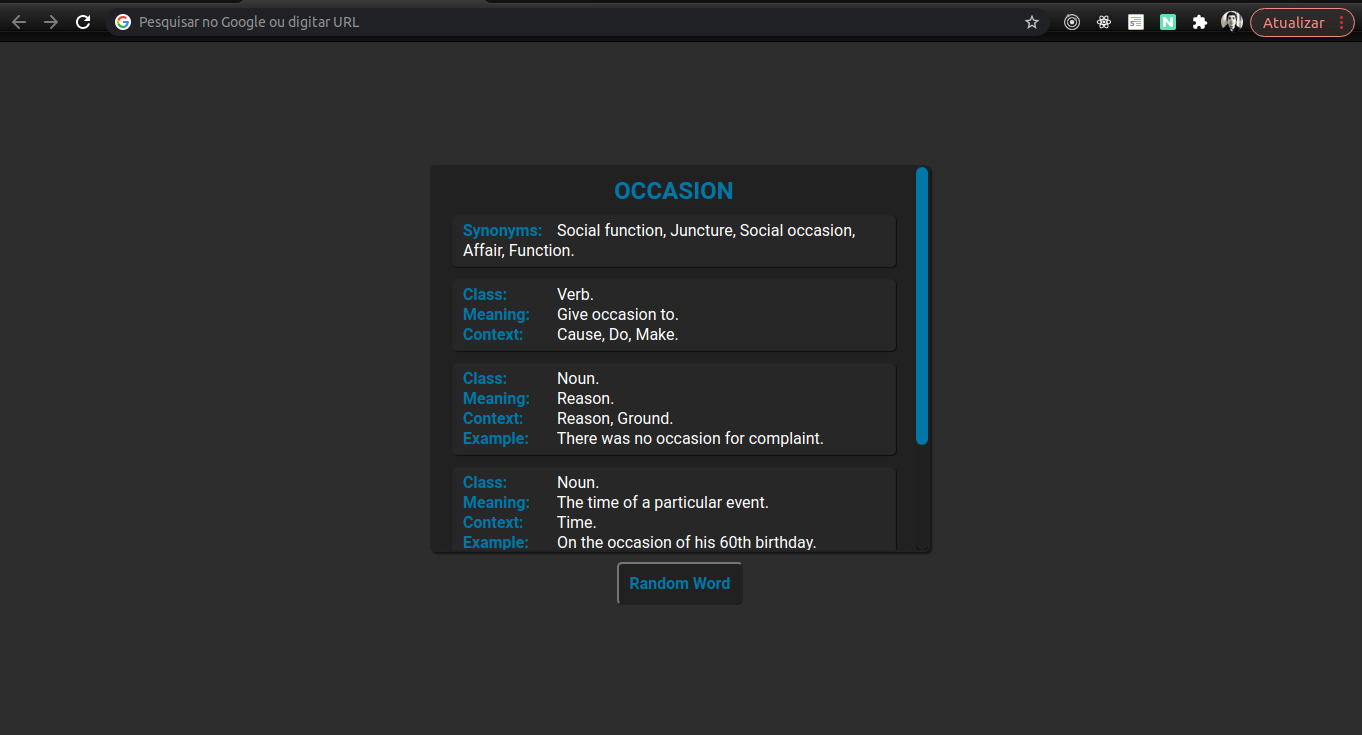 Pesquisar no Google ou digitar URL
Atualizar
OCCASION
Synonyms: Social function, Juncture, Social occasion,
Affair, Function.
Class: Verb.
Meaning: Give occasion to.
Context: Cause, Do, Make.
Class: Noun.
Meaning: Reason.
Context: Reason, Ground.
Example: There was no occasion for complaint.
Class: Noun.
Meaning: The time of a particular event.
Context: Time.
Example: On the occasion of his 60th birthday.
Random Word